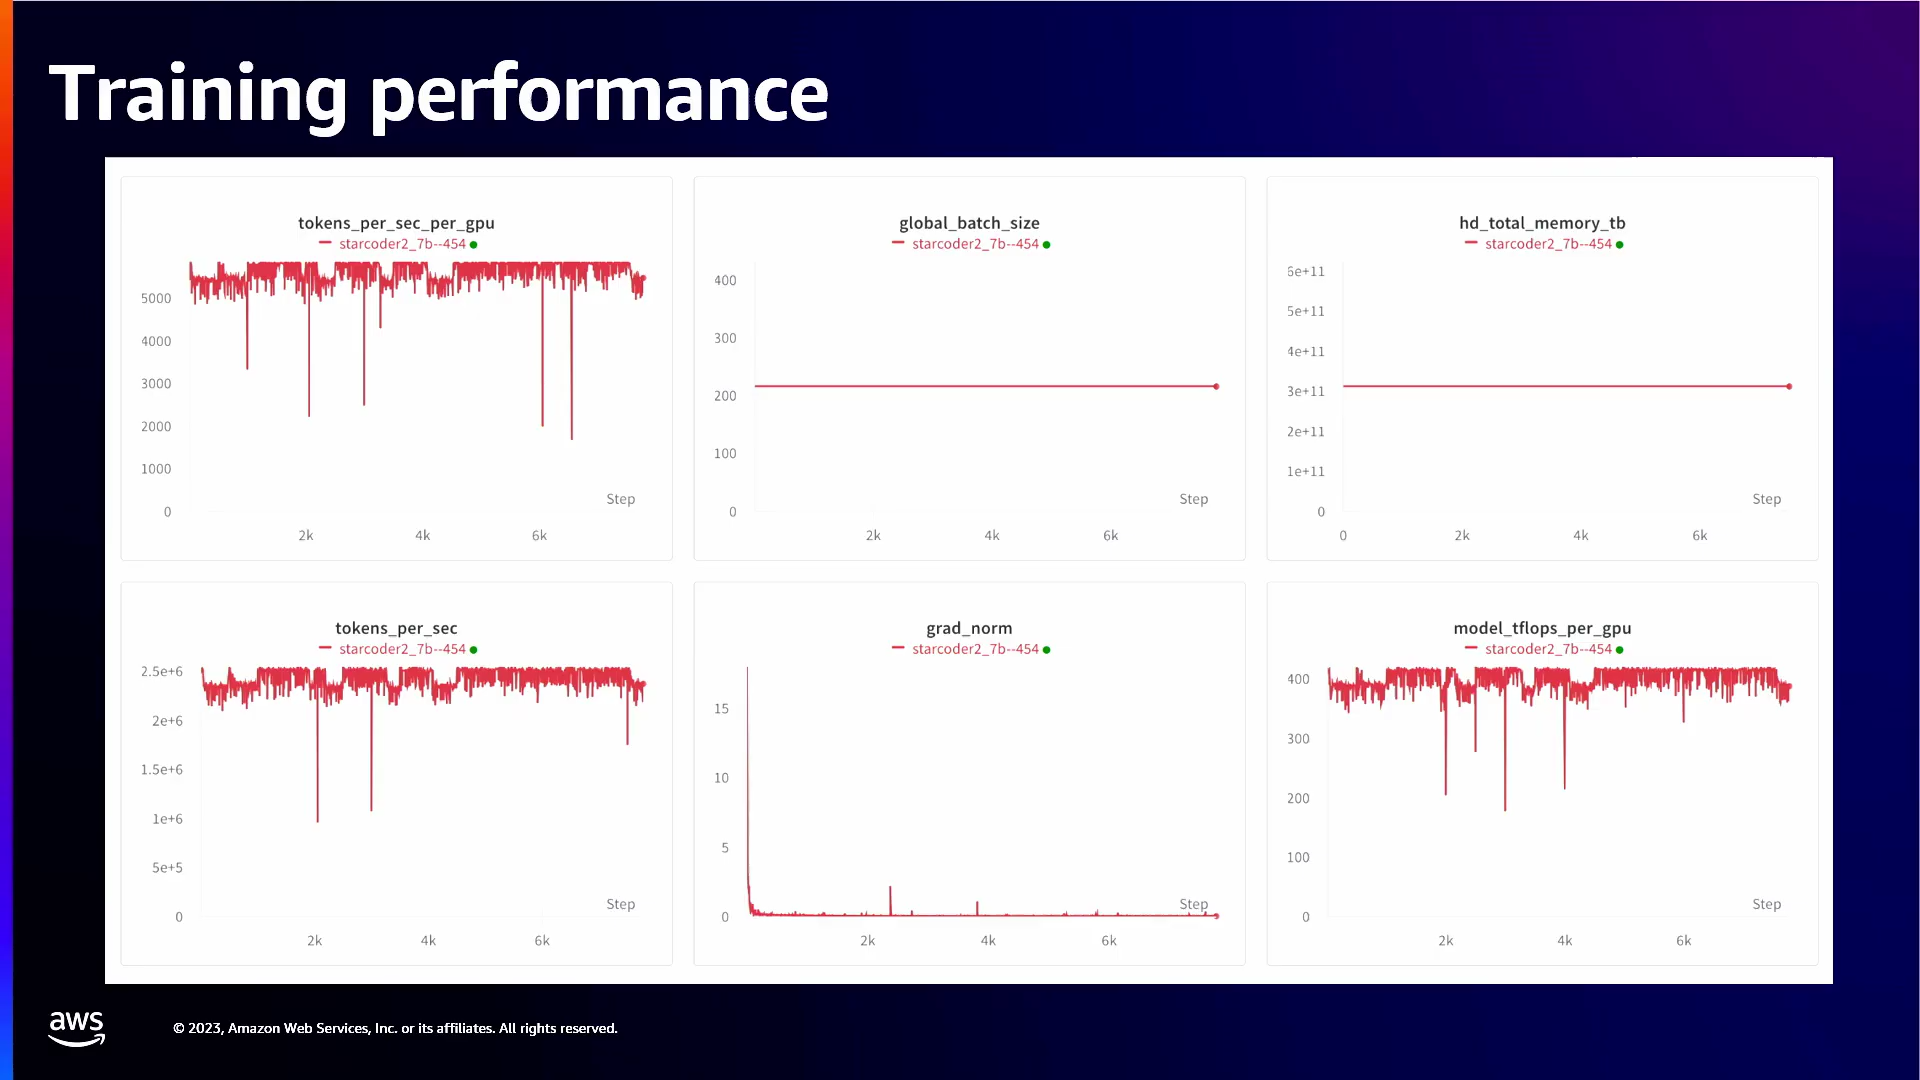 Training performance
tokens_per_sec_per_gpu
starcoder2_7b--454
5000
4000
3000
2000
1000
0
Step
2k 4k 6k
global_batch_size
starcoder2_7b--454
400
300
200
100
0
Step
2k 4k 6k
hd_total_memory_tb
starcoder2_7b--454
6e+11
5e+11
4e+11
3e+11
2e+11
1e+11
0
Step
0 2k 4k 6k
tokens_per_sec
starcoder2_7b--454
2.5e+6
2e+6
1.5e+6
1e+6
5e+5
0
Step
2k 4k 6k
grad_norm
starcoder2_7b--454
15
10
5
0
Step
2k 4k 6k
model_tflops_per_gpu
starcoder2_7b--454
400
300
200
100
0
Step
2k 4k 6k
aws
© 2023, Amazon Web Services, Inc. or its affiliates. All rights reserved.